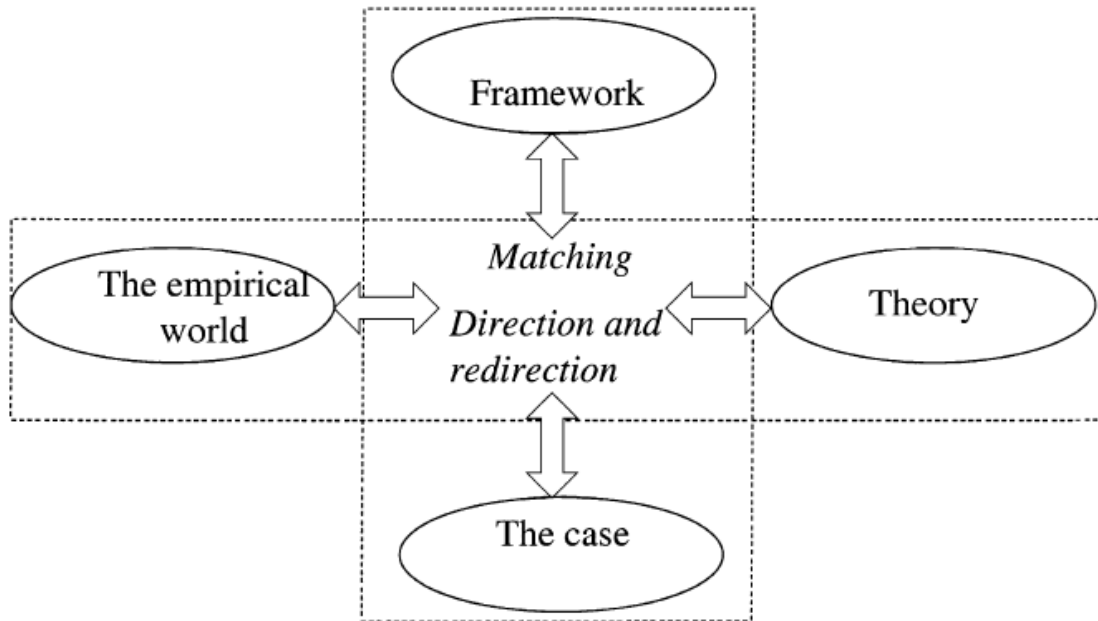 Framework
Matching
The empirical
world
Direction and
redirection
Theory
The case